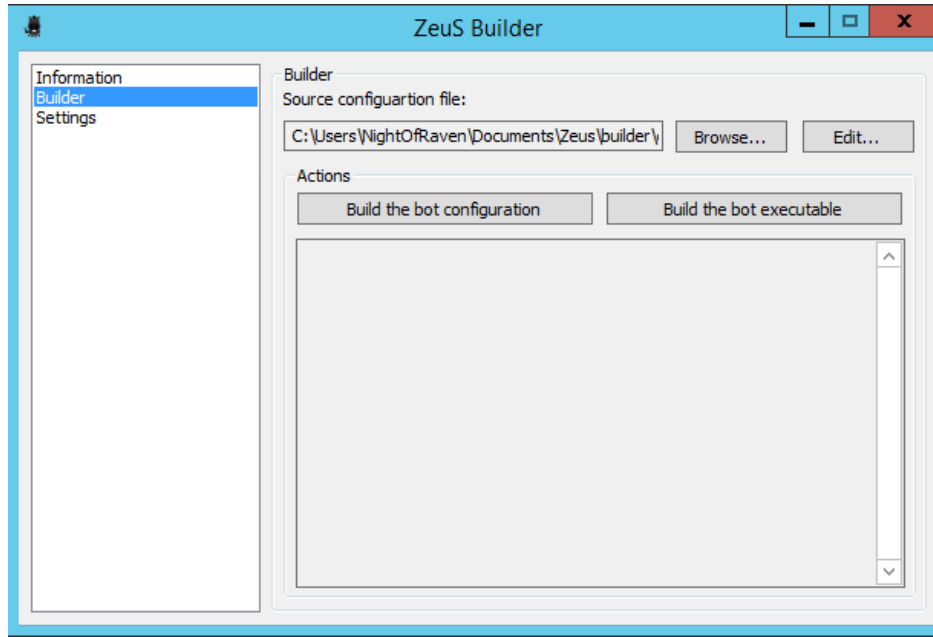 ZeuS Builder
Information
Builder
Settings
Builder
Source configuartion file:
C:\Users\NightOfRaven\Documents\Zeus\builder\
Browse...
Edit...
Actions
Build the bot configuration
Build the bot executable